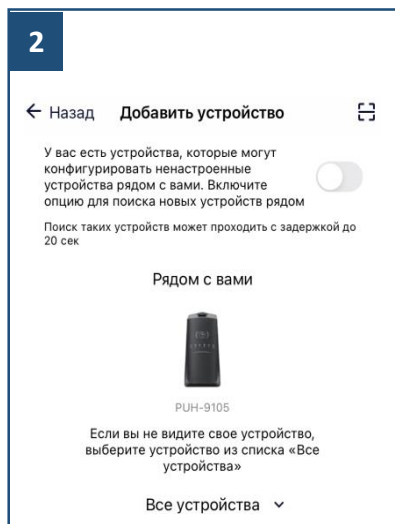 2
Назад Добавить устройство
У вас есть устройства, которые могут
конфигурировать ненастроенные
устройства рядом с вами. Включите
опцию для поиска новых устройств рядом
Поиск таких устройств может проходить с задержкой до
20 сек
Рядом с вами
PUH-9105
Если вы не видите свое устройство,
выберите устройство из списка «Все
устройства»
Все устройства